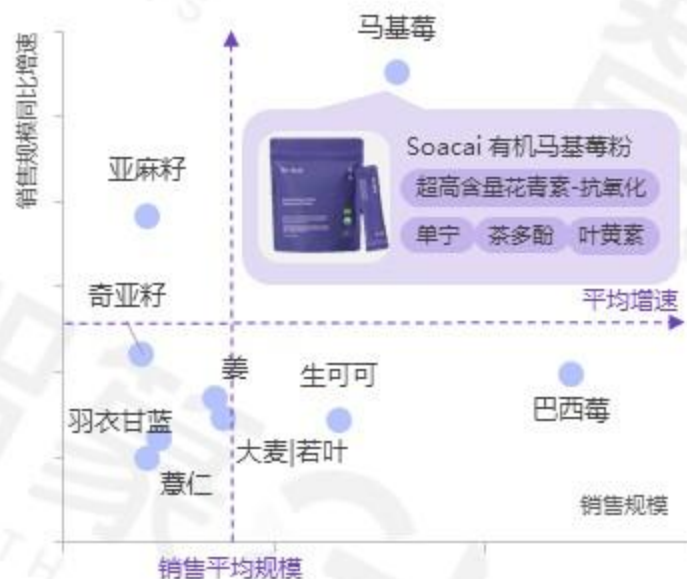 马基莓
销售规模同比增速
Soacai 有机马基莓粉
超高含量花青素-抗氧化
单宁 茶多酚 叶黄素
亚麻籽
奇亚籽
平均增速
姜
生可可
巴西莓
羽衣甘蓝
大麦|若叶
薏仁
销售规模
销售平均规模